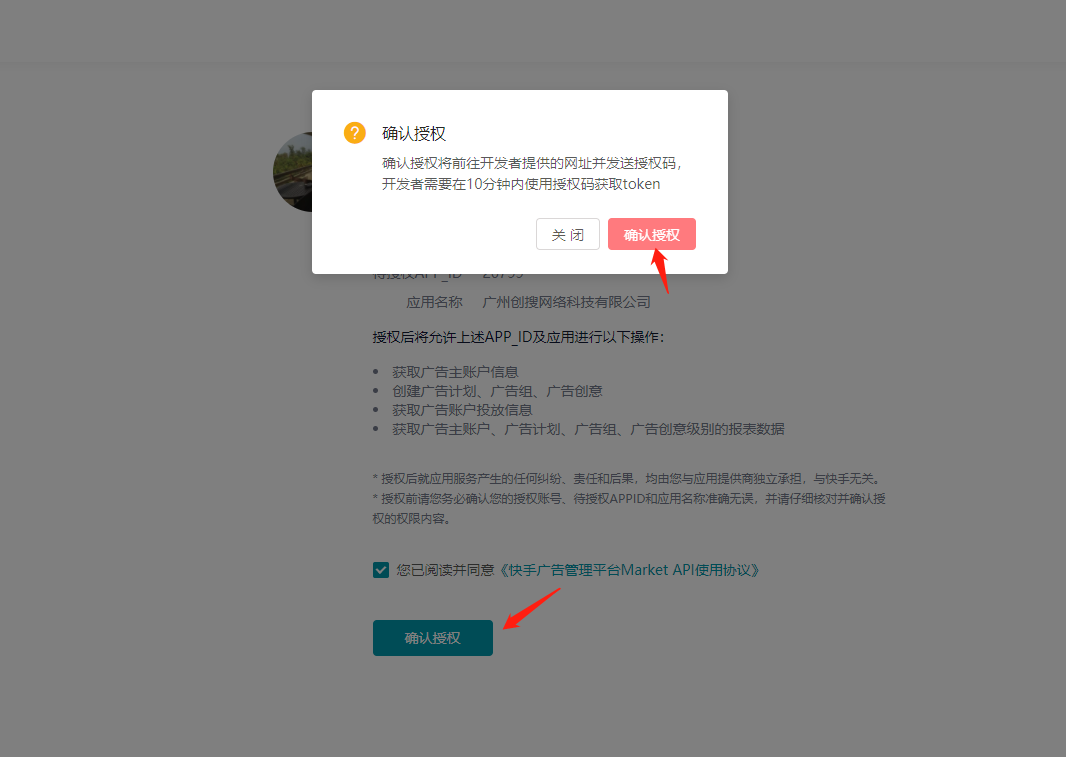 确认授权
确认授权将前往开发者提供的网址并发送授权码，
开发者需要在10分钟内使用授权码获取token
关 闭
确认授权
应用名称 广州创搜网络科技有限公司
授权后将允许上述APP_ID及应用进行以下操作：
• 获取广告主账户信息
• 创建广告计划、广告组、广告创意
• 获取广告账户投放信息
• 获取广告主账户、广告计划、广告组、广告创意级别的报表数据
* 授权后就应用服务产生的任何纠纷、责任和后果，均由您与应用提供商独立承担，与快手无关。
* 授权前请您务必确认您的授权账号、待授权APPID和应用名称准确无误，并请仔细核对并确认授
权的权限内容。
您已阅读并同意《快手广告管理平台Market API使用协议》
确认授权